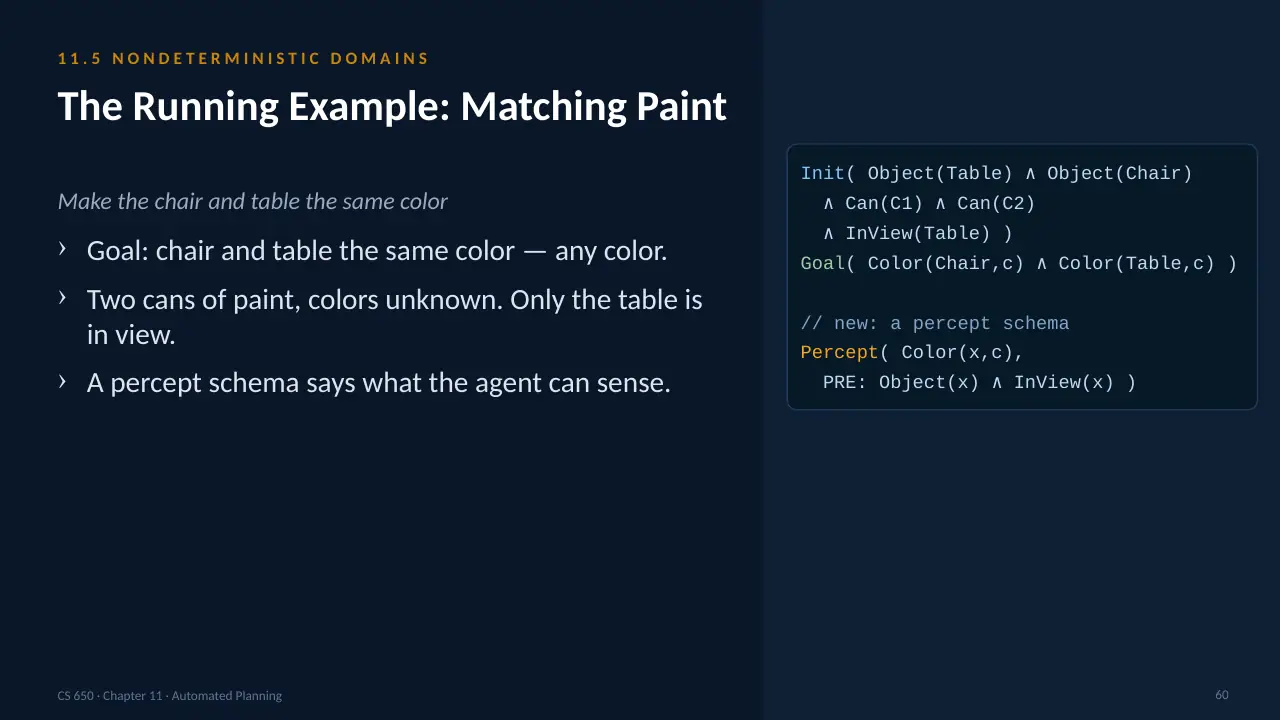 11.5 NONDETERMINISTIC DOMAINS
The Running Example: Matching Paint
Make the chair and table the same color
› Goal: chair and table the same color — any color.
› Two cans of paint, colors unknown. Only the table is
in view.
› A percept schema says what the agent can sense.
Init( Object(Table) ∧ Object(Chair)
∧ Can(C1) ∧ Can(C2)
∧ InView(Table) )
Goal( Color(Chair,c) ∧ Color(Table,c) )
// new: a percept schema
Percept( Color(x,c),
PRE: Object(x) ∧ InView(x) )
CS 650 · Chapter 11 · Automated Planning
60